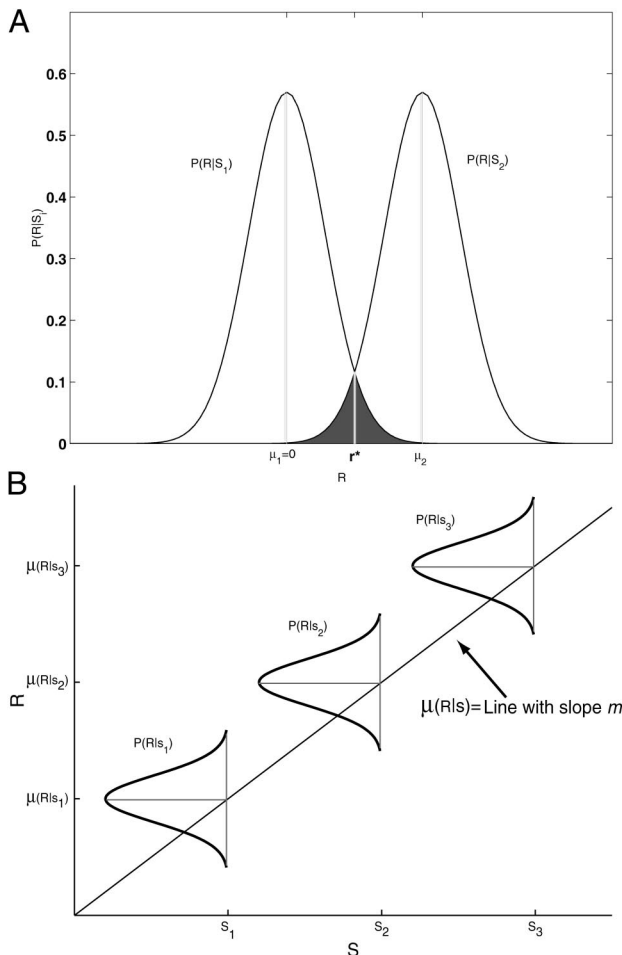 A
0.6
0.5
P(R|S₁)
P(R|S₂)
0.4
P(R|Sᵢ)
0.3
0.2
0.1
0
μ₁=0
r*
μ₂
R
B
P(R|s₃)
μ(R|s₃)
P(R|s₂)
μ(R|s₂)
R
μ(R|s)=Line with slope m
P(R|s₁)
μ(R|s₁)
S₁
S₂
S₃
S